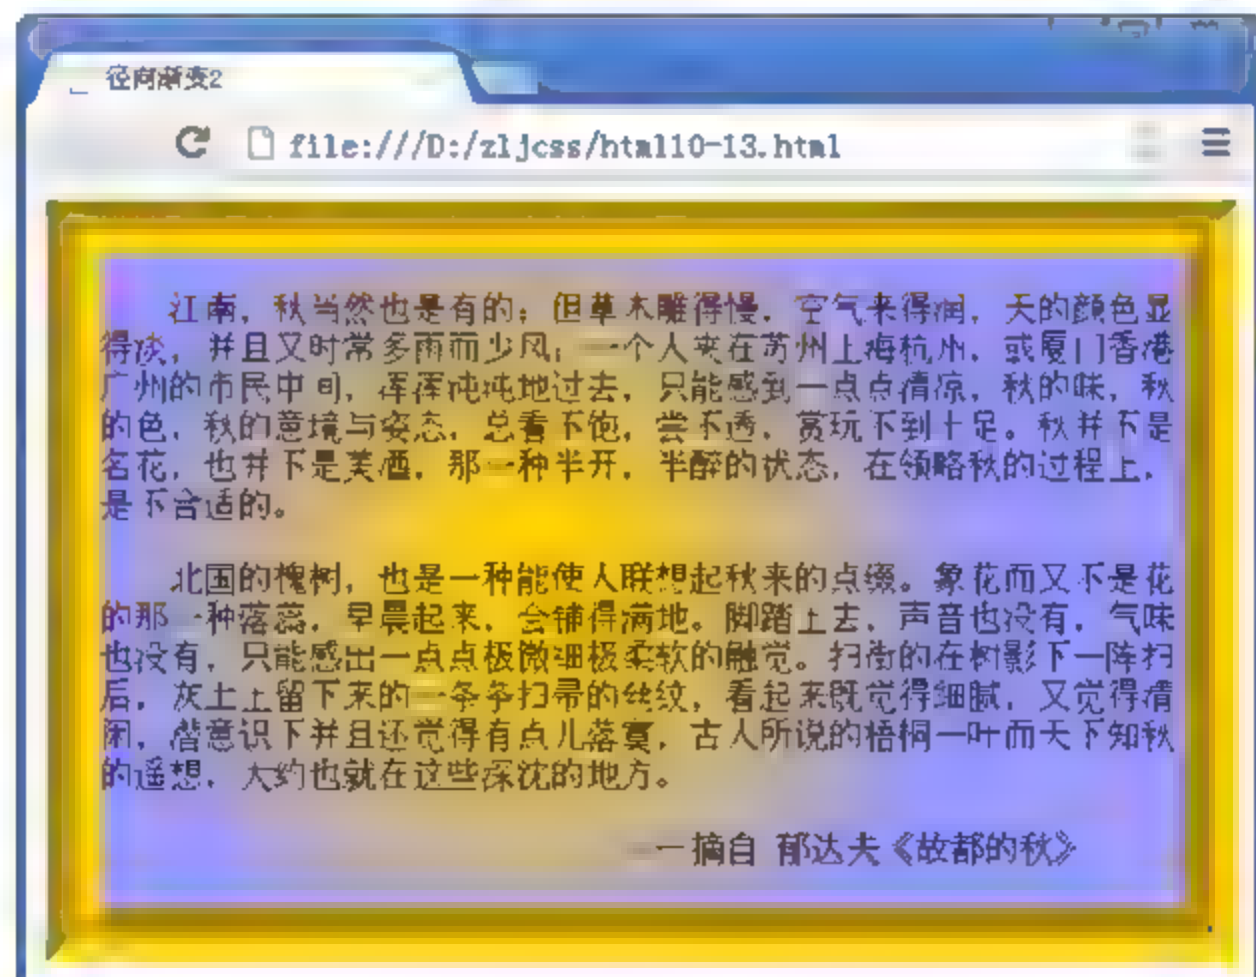 径向渐变2
file:///D:/zljcss/html10-13.html
江南，秋当然也是有的；但草木雕得慢，空气来得润，天的颜色显
得淡，并且又时常多雨而少风；一个人夹在苏州上海杭州，或厦门香港
广州的市民中间，浑浑沌沌地过去，只能感到一点点清凉，秋的味，秋
的色，秋的意境与姿态，总看不饱，尝不透，赏玩不到十足。秋并不是
名花，也并不是美酒，那一种半开，半醉的状态，在领略秋的过程上，
是不合适的。
北国的槐树，也是一种能使人联想起秋来的点缀。象花而又不是花
的那一种落蕊，早晨起来，会铺得满地。脚踏上去，声音也没有，气味
也没有，只能感出一点点极微细极柔软的触觉。扫街的在树影下一阵扫
后，灰土上留下来的一条条扫帚的丝纹，看起来既觉得细腻，又觉得清
闲，潜意识下并且还觉得有点儿落寞，古人所说的梧桐一叶而天下知秋
的遥想，大约也就在这些深沈的地方。
——摘自 郁达夫《故都的秋》